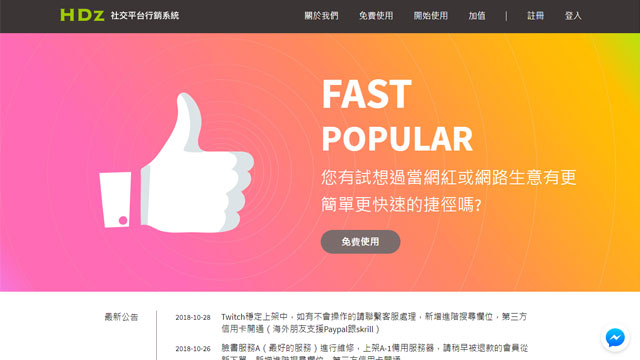 HDz 社交平台行銷系統
關於我們 免費使用 開始使用 加值 | 註冊 登入
FAST
POPULAR
您有試想過當網紅或網路生意有更
簡單更快速的捷徑嗎?
免費使用
最新公告
2018-10-28 Twitch穩定上架中，如有不會操作的請聯繫客服處理，新增進階搜尋欄位，第三方
信用卡開通（海外朋友支援Paypal跟skrill）
2018-10-26 臉書服務A（最好的服務）進行維修，上架A-1備用服務器，請稍早被退款的會員從
新下單，新增進階搜尋欄位，第三方信用卡開通